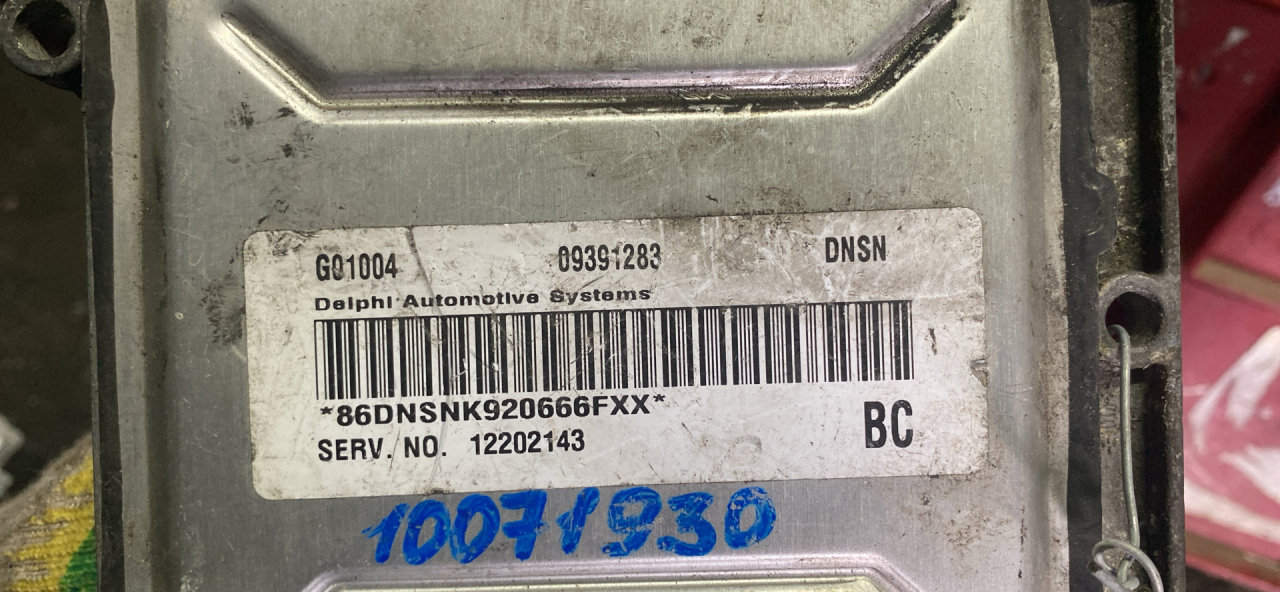 G01004 09391283 DNSN
Delphi Automotive Systems
*86DNSNK920666FXX*
SERV. NO. 12202143 BC
10071930